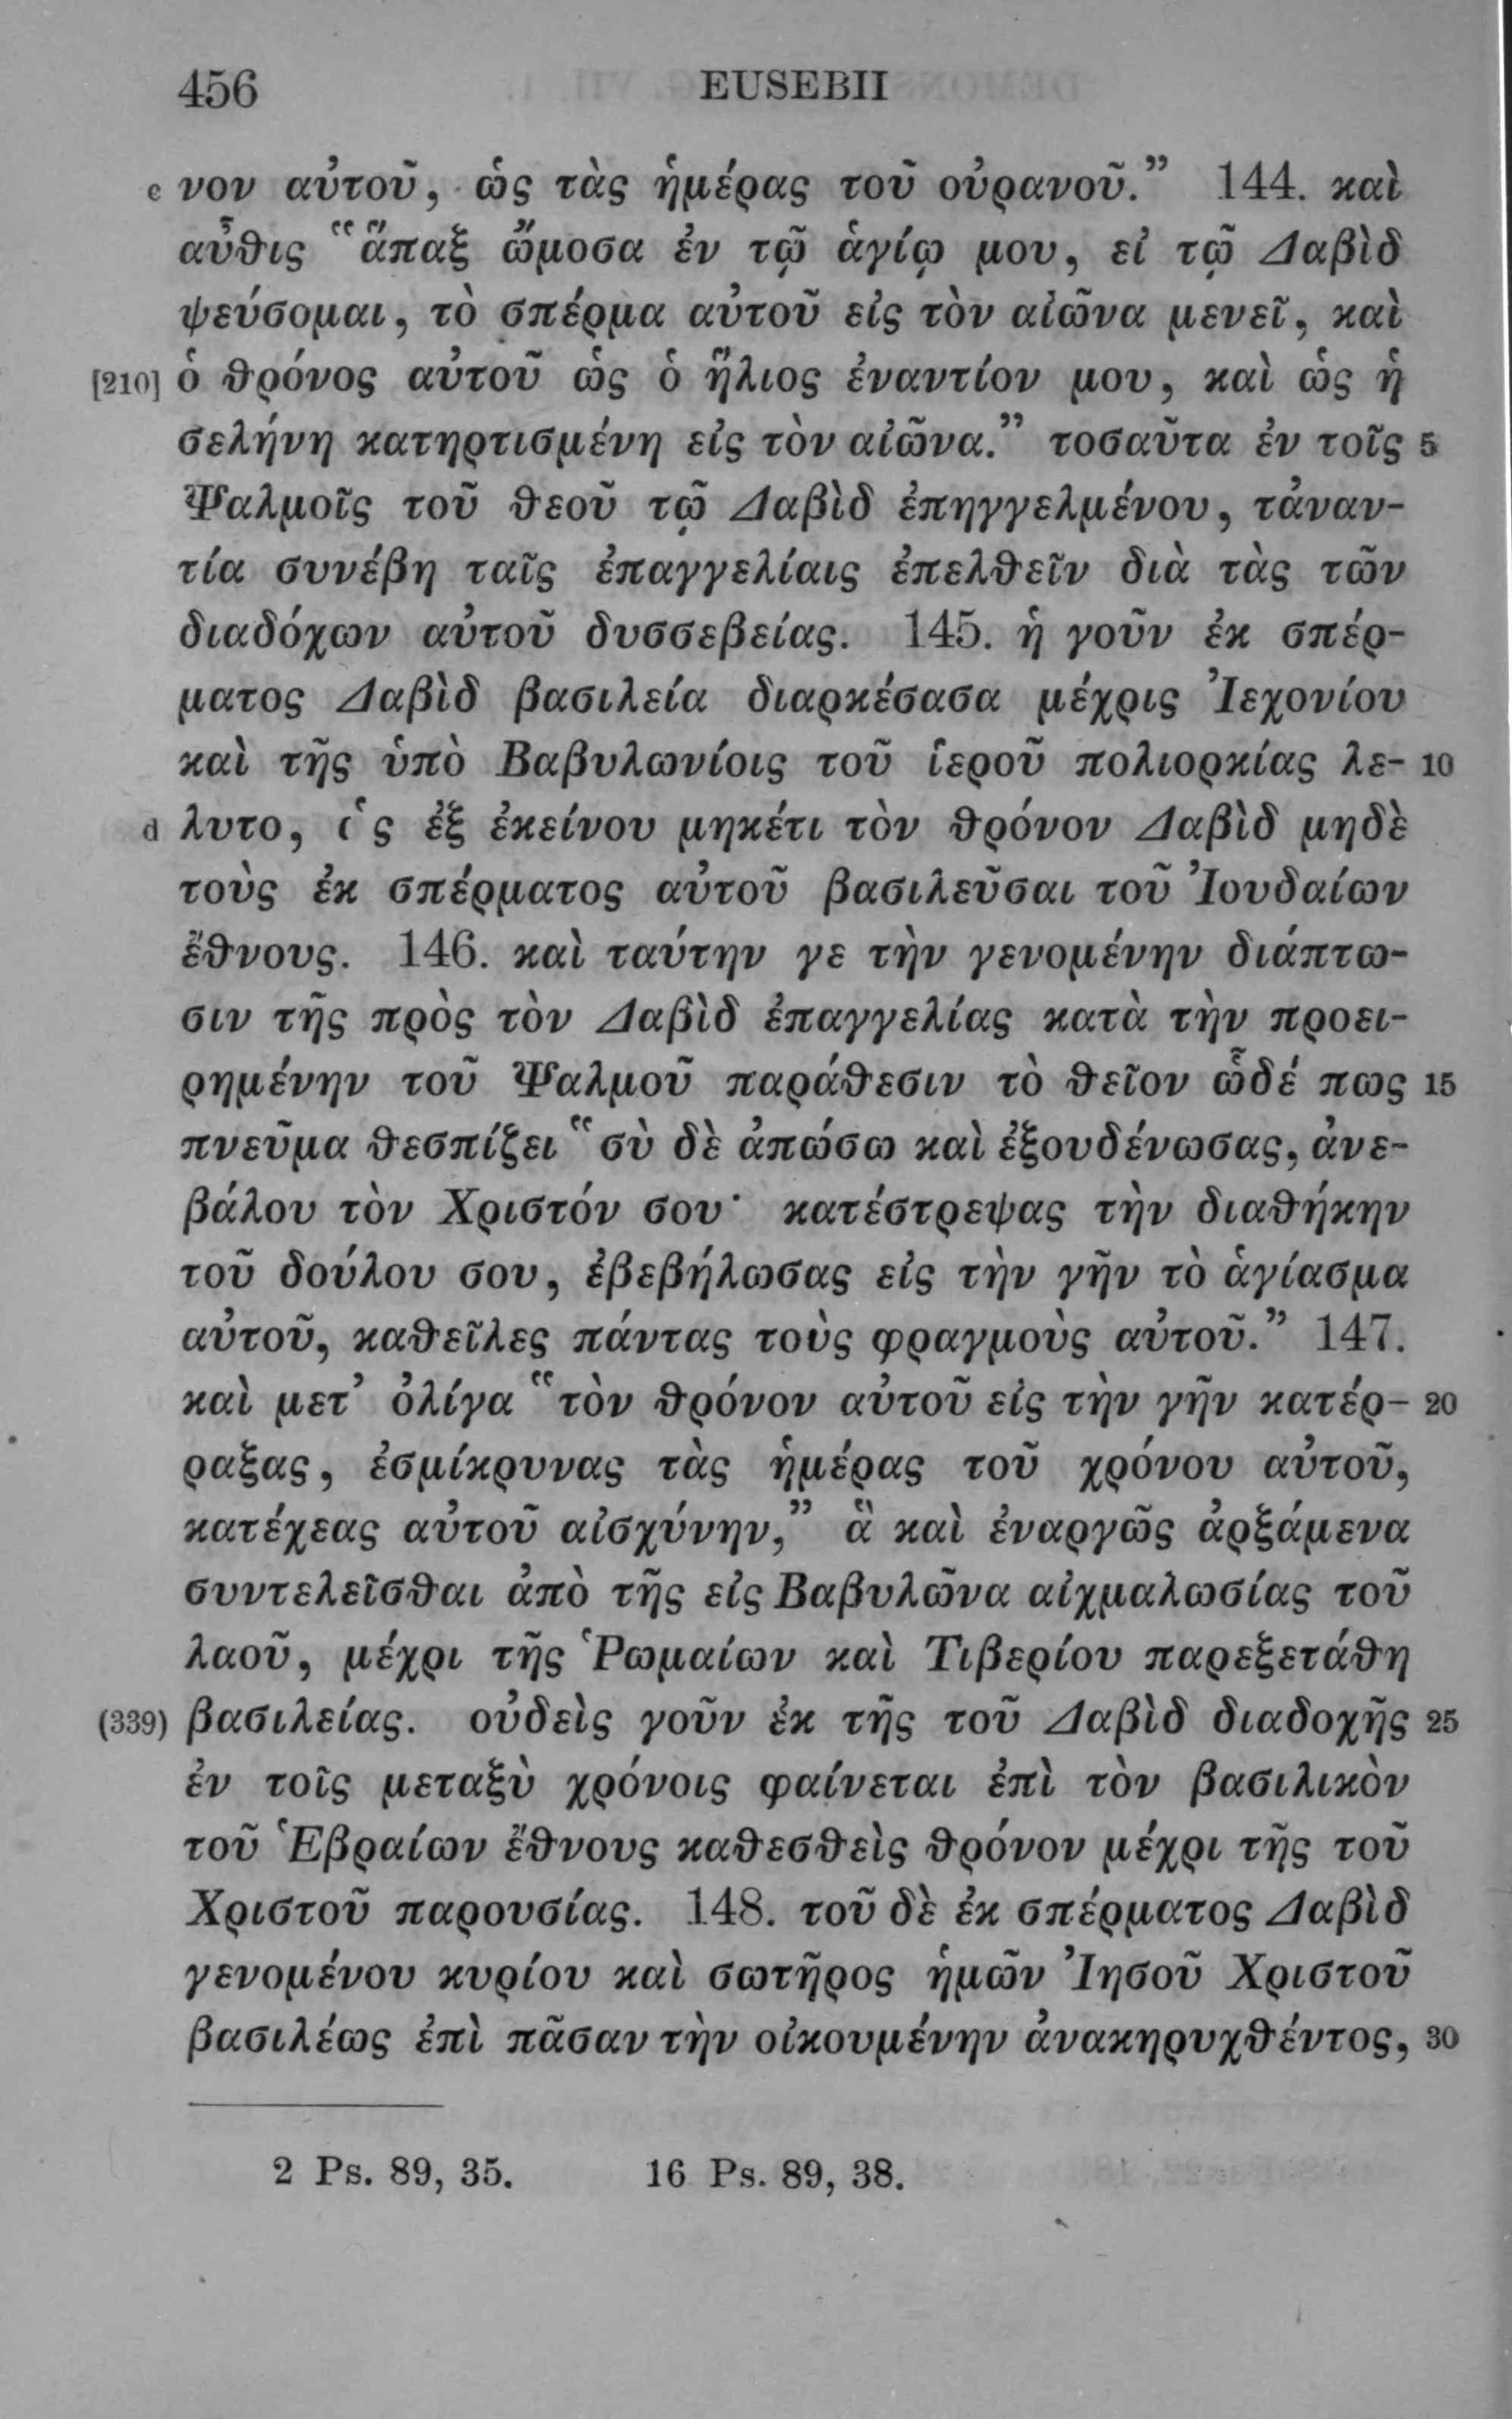 456 EUSEBII
c νον αὐτοῦ, ὡς τὰς ἡμέρας τοῦ οὐρανοῦ.” 144. καὶ
αὖθις “ἅπαξ ὤμοσα ἐν τῷ ἁγίῳ μου, εἰ τῷ Δαβὶδ
ψεύσομαι, τὸ σπέρμα αὐτοῦ εἰς τὸν αἰῶνα μενεῖ, καὶ
[210] ὁ θρόνος αὐτοῦ ὡς ὁ ἥλιος ἐναντίον μου, καὶ ὡς ἡ
σελήνη κατηρτισμένη εἰς τὸν αἰῶνα.” τοσαῦτα ἐν τοῖς 5
Ψαλμοῖς τοῦ θεοῦ τῷ Δαβὶδ ἐπηγγελμένου, τἀναν-
τία συνέβη ταῖς ἐπαγγελίαις ἐπελθεῖν διὰ τὰς τῶν
διαδόχων αὐτοῦ δυσσεβείας. 145. ἡ γοῦν ἐκ σπέρ-
ματος Δαβὶδ βασιλεία διαρκέσασα μέχρις Ἰεχονίου
καὶ τῆς ὑπὸ Βαβυλωνίοις τοῦ ἱεροῦ πολιορκίας λε- 10
d λυτο, ὡς ἐξ ἐκείνου μηκέτι τὸν θρόνον Δαβὶδ μηδὲ
τοὺς ἐκ σπέρματος αὐτοῦ βασιλεῦσαι τοῦ Ἰουδαίων
ἔθνους. 146. καὶ ταύτην γε τὴν γενομένην διάπτω-
σιν τῆς πρὸς τὸν Δαβὶδ ἐπαγγελίας κατὰ τὴν προει-
ρημένην τοῦ Ψαλμοῦ παράθεσιν τὸ θεῖον ὧδέ πως 15
πνεῦμα θεσπίζει “σὺ δὲ ἀπώσω καὶ ἐξουδένωσας, ἀνε-
βάλου τὸν Χριστόν σου· κατέστρεψας τὴν διαθήκην
τοῦ δούλου σου, ἐβεβήλωσας εἰς τὴν γῆν τὸ ἁγίασμα
αὐτοῦ, καθεῖλες πάντας τοὺς φραγμοὺς αὐτοῦ.” 147.
καὶ μετ’ ὀλίγα “τὸν θρόνον αὐτοῦ εἰς τὴν γῆν κατέρ- 20
ραξας, ἐσμίκρυνας τὰς ἡμέρας τοῦ χρόνου αὐτοῦ,
κατέχεας αὐτοῦ αἰσχύνην,” ἃ καὶ ἐναργῶς ἀρξάμενα
συντελεῖσθαι ἀπὸ τῆς εἰς Βαβυλῶνα αἰχμαλωσίας τοῦ
λαοῦ, μέχρι τῆς Ῥωμαίων καὶ Τιβερίου παρεξετάθη
(339) βασιλείας. οὐδεὶς γοῦν ἐκ τῆς τοῦ Δαβὶδ διαδοχῆς 25
ἐν τοῖς μεταξὺ χρόνοις φαίνεται ἐπὶ τὸν βασιλικὸν
τοῦ Ἑβραίων ἔθνους καθεσθεὶς θρόνον μέχρι τῆς τοῦ
Χριστοῦ παρουσίας. 148. τοῦ δὲ ἐκ σπέρματος Δαβὶδ
γενομένου κυρίου καὶ σωτῆρος ἡμῶν Ἰησοῦ Χριστοῦ
βασιλέως ἐπὶ πᾶσαν τὴν οἰκουμένην ἀνακηρυχθέντος, 30
2 Ps. 89, 35. 16 Ps. 89, 38.